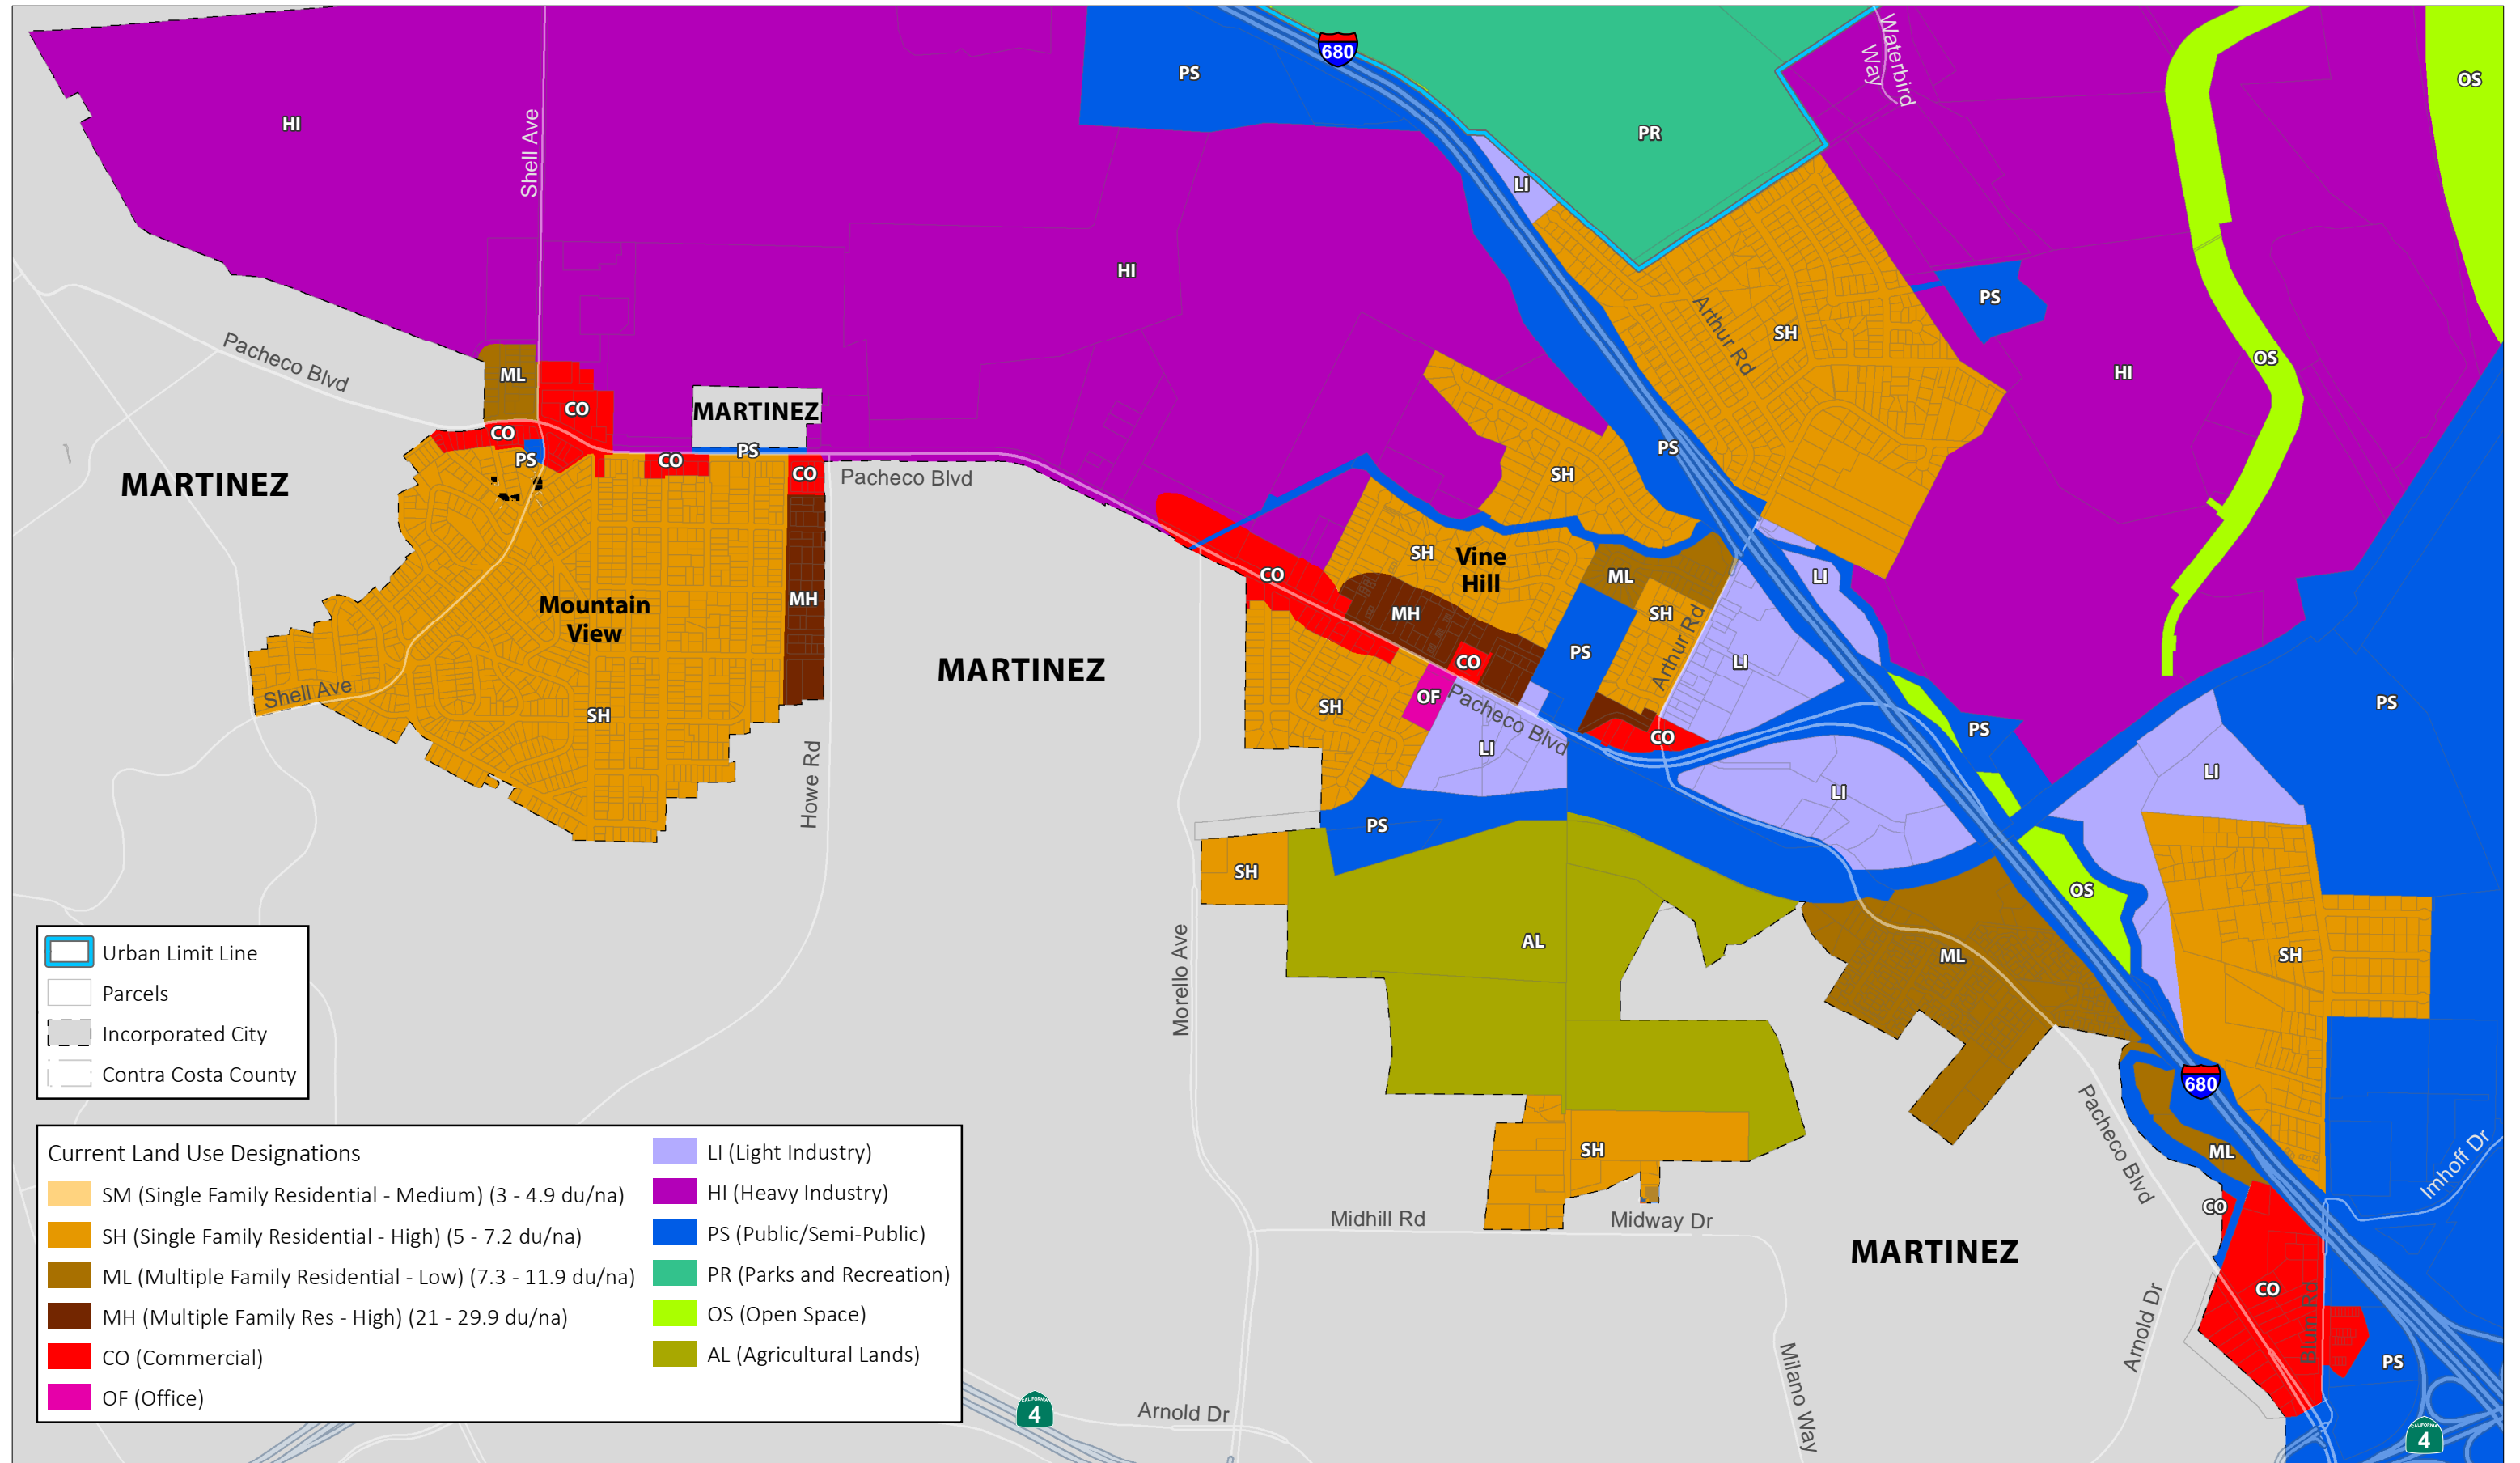 680
Waterbird
Way
OS
PS
HI
Shell Ave
PR
LI
HI
PS
Arthur Rd
SH
OS
HI
Pacheco Blvd
ML
CO
MARTINEZ
CO
PS
PS
CO
CO
Pacheco Blvd
PS
SH
MARTINEZ
SH
Vine
Hill
CO
ML
LI
MH
Mountain
View
MH
SH
Arthur Rd
PS
CO
LI
MARTINEZ
Shell Ave
SH
OF
SH
Pacheco Blvd
LI
CO
PS
PS
LI
LI
Howe Rd
PS
SH
OS
AL
ML
SH
Morello Ave
680
Pacheco Blvd
SH
ML
Imhoff Dr
CO
Midhill Rd
Midway Dr
MARTINEZ
CO
Blum Rd
Arnold Dr
PS
Milano Way
Arnold Dr
CALIFORNIA
4
CALIFORNIA
4
Urban Limit Line
Parcels
Incorporated City
Contra Costa County
Current Land Use Designations
SM (Single Family Residential - Medium) (3 - 4.9 du/na)
SH (Single Family Residential - High) (5 - 7.2 du/na)
ML (Multiple Family Residential - Low) (7.3 - 11.9 du/na)
MH (Multiple Family Res - High) (21 - 29.9 du/na)
CO (Commercial)
OF (Office)
LI (Light Industry)
HI (Heavy Industry)
PS (Public/Semi-Public)
PR (Parks and Recreation)
OS (Open Space)
AL (Agricultural Lands)